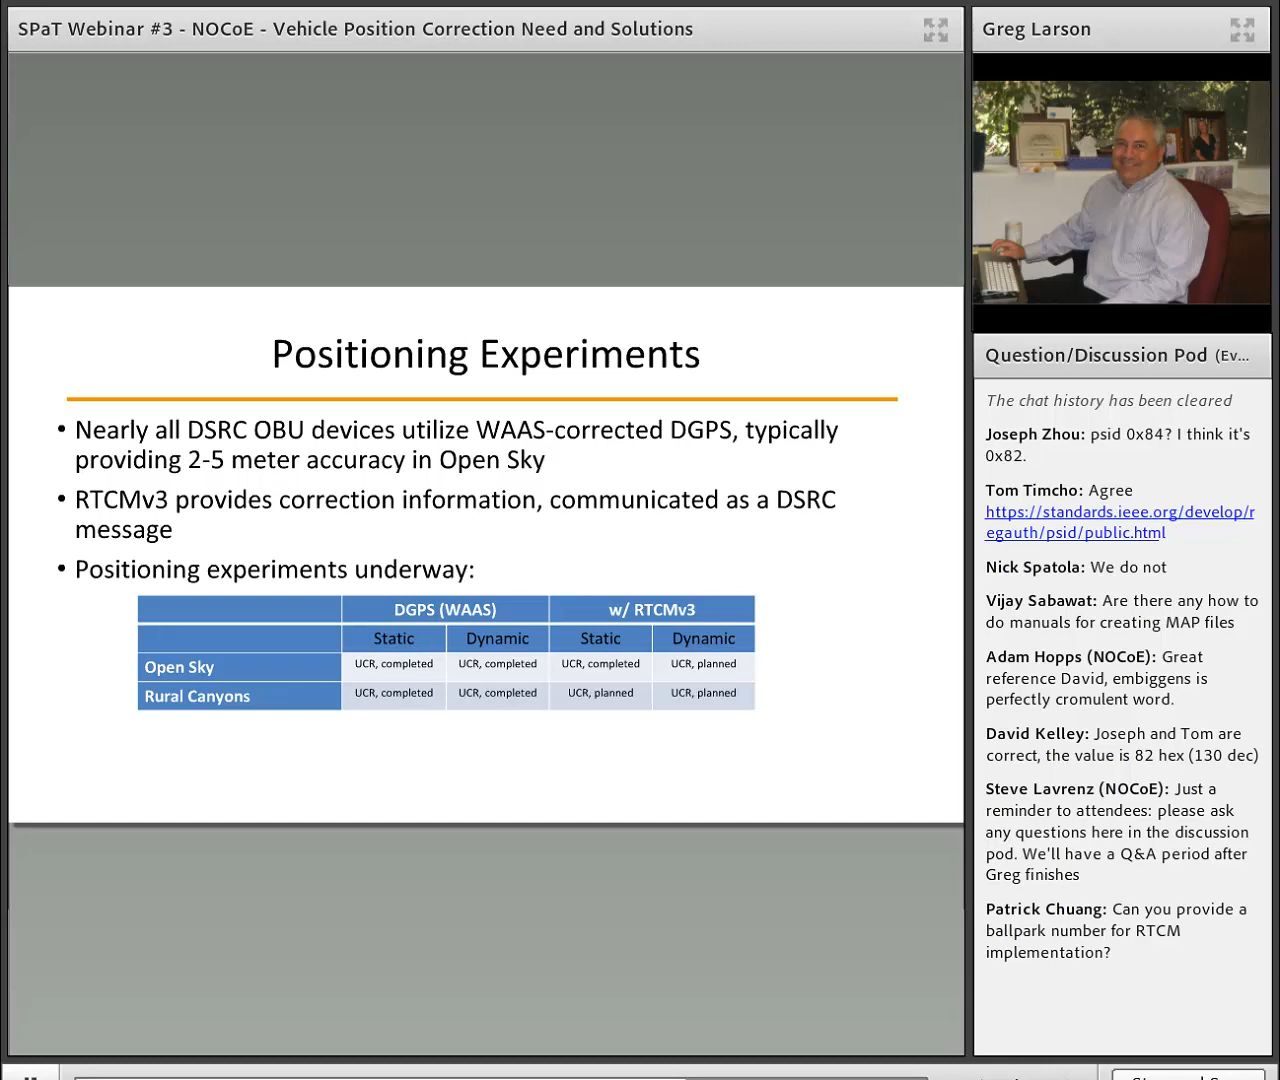 SPaT Webinar #3 - NOCoE - Vehicle Position Correction Need and Solutions
Positioning Experiments
• Nearly all DSRC OBU devices utilize WAAS-corrected DGPS, typically
providing 2-5 meter accuracy in Open Sky
• RTCMv3 provides correction information, communicated as a DSRC
message
• Positioning experiments underway:
DGPS (WAAS) w/ RTCMv3
Static Dynamic Static Dynamic
Open Sky UCR, completed UCR, completed UCR, completed UCR, planned
Rural Canyons UCR, completed UCR, completed UCR, planned UCR, planned
Greg Larson
Question/Discussion Pod (Ev...
The chat history has been cleared
Joseph Zhou: psid 0x84? I think it's
0x82.
Tom Timcho: Agree
https://standards.ieee.org/develop/r
egauth/psid/public.html
Nick Spatola: We do not
Vijay Sabawat: Are there any how to
do manuals for creating MAP files
Adam Hopps (NOCoE): Great
reference David, embiggens is
perfectly cromulent word.
David Kelley: Joseph and Tom are
correct, the value is 82 hex (130 dec)
Steve Lavrenz (NOCoE): Just a
reminder to attendees: please ask
any questions here in the discussion
pod. We'll have a Q&A period after
Greg finishes
Patrick Chuang: Can you provide a
ballpark number for RTCM
implementation?